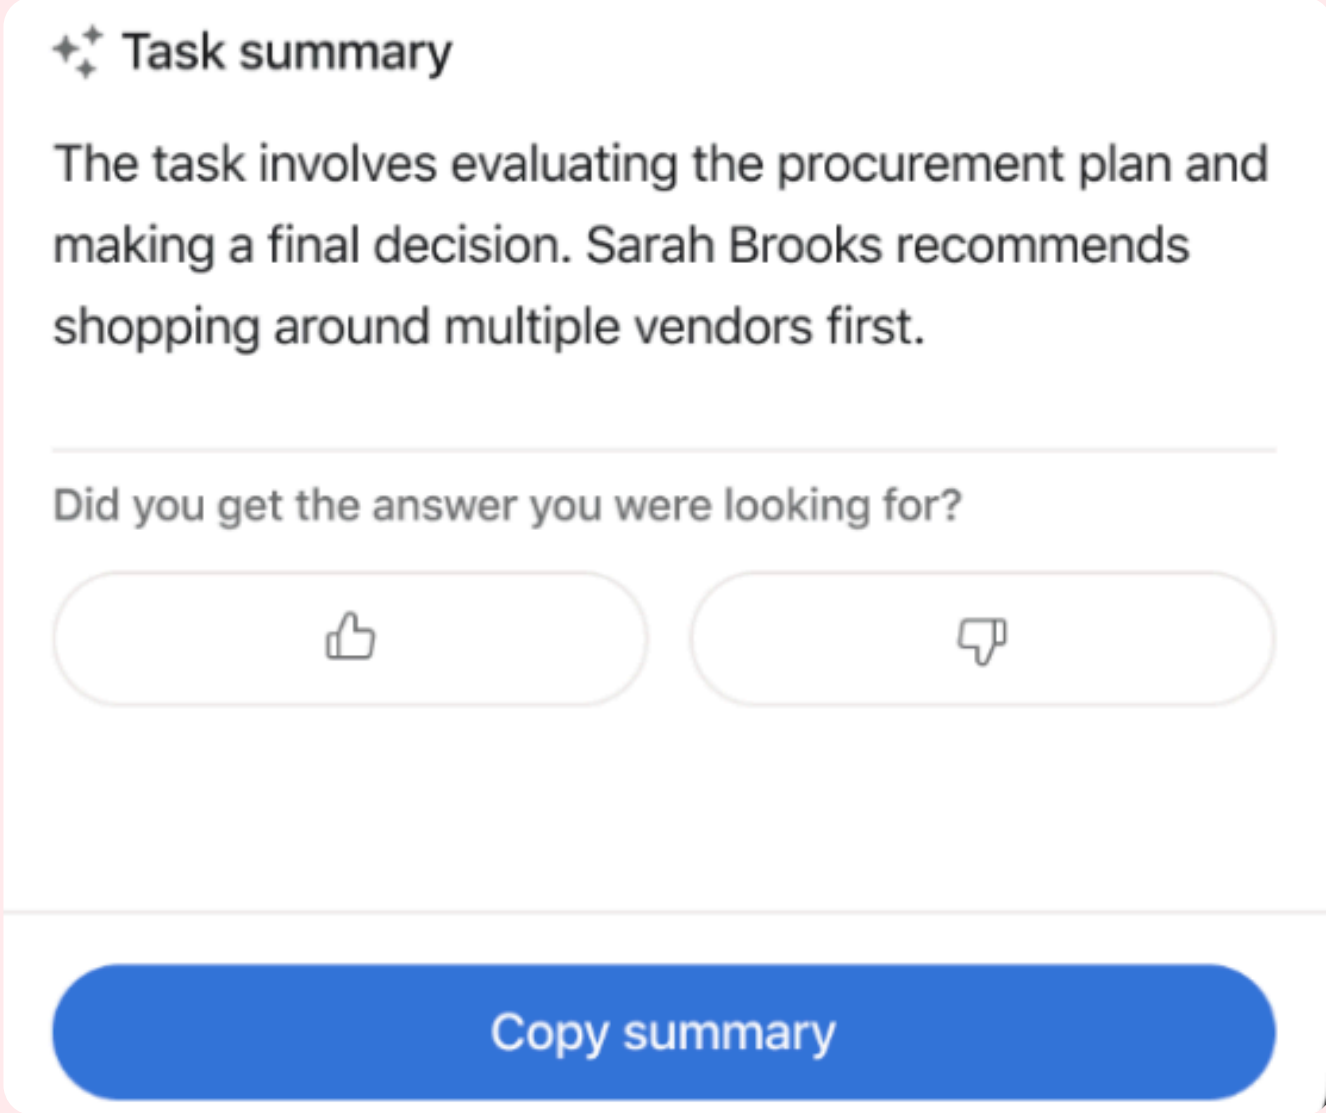 Task summary
The task involves evaluating the procurement plan and
making a final decision. Sarah Brooks recommends
shopping around multiple vendors first.
Did you get the answer you were looking for?
Copy summary